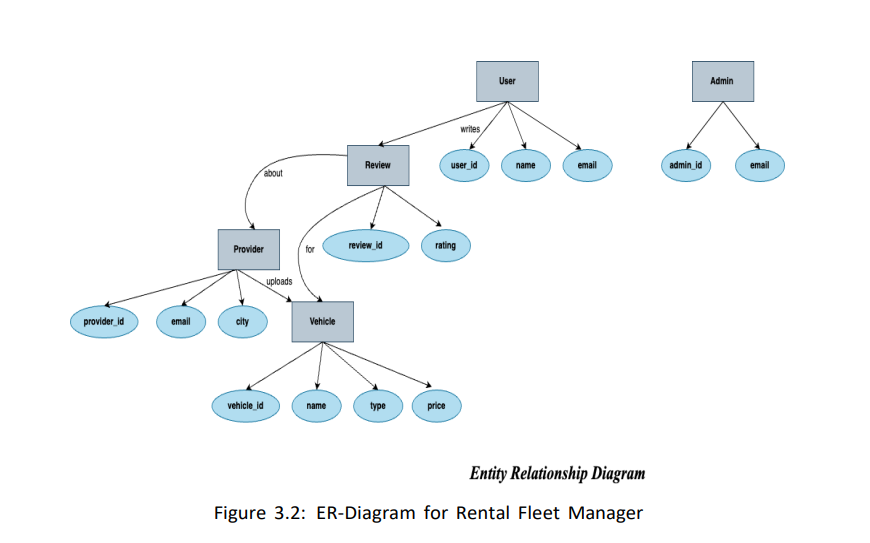 User
Admin
writes
Review
user_id
name
email
admin_id
email
about
Provider
for
review_id
rating
uploads
provider_id
email
city
Vehicle
vehicle_id
name
type
price
Entity Relationship Diagram
Figure 3.2: ER-Diagram for Rental Fleet Manager